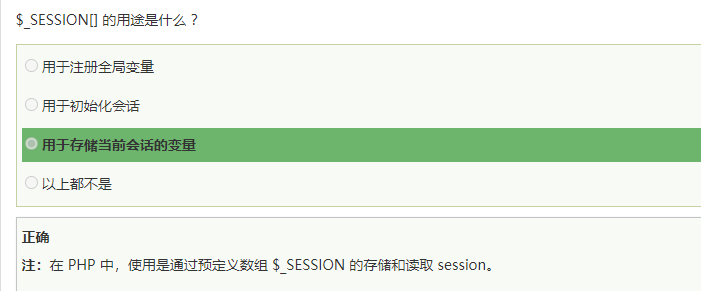 $_SESSION[] 的用途是什么？
用于注册全局变量
用于初始化会话
用于存储当前会话的变量
以上都不是
正确
注：在 PHP 中，使用是通过预定义数组 $_SESSION 的存储和读取 session。